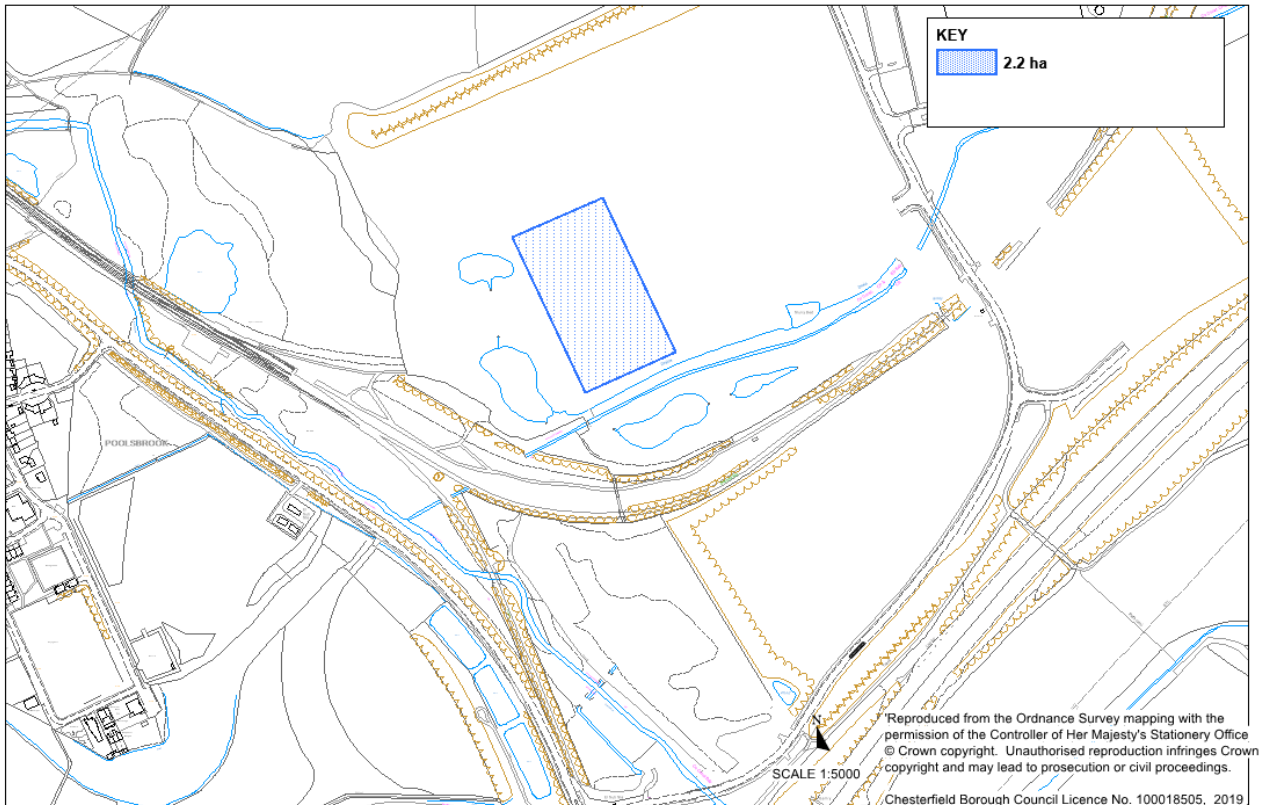 KEY
2.2 ha
POOLSBROOK
N
SCALE 1:5000
'Reproduced from the Ordnance Survey mapping with the
permission of the Controller of Her Majesty's Stationery Office
© Crown copyright. Unauthorised reproduction infringes Crown
copyright and may lead to prosecution or civil proceedings.
Chesterfield Borough Council Licence No. 100018505, 2019